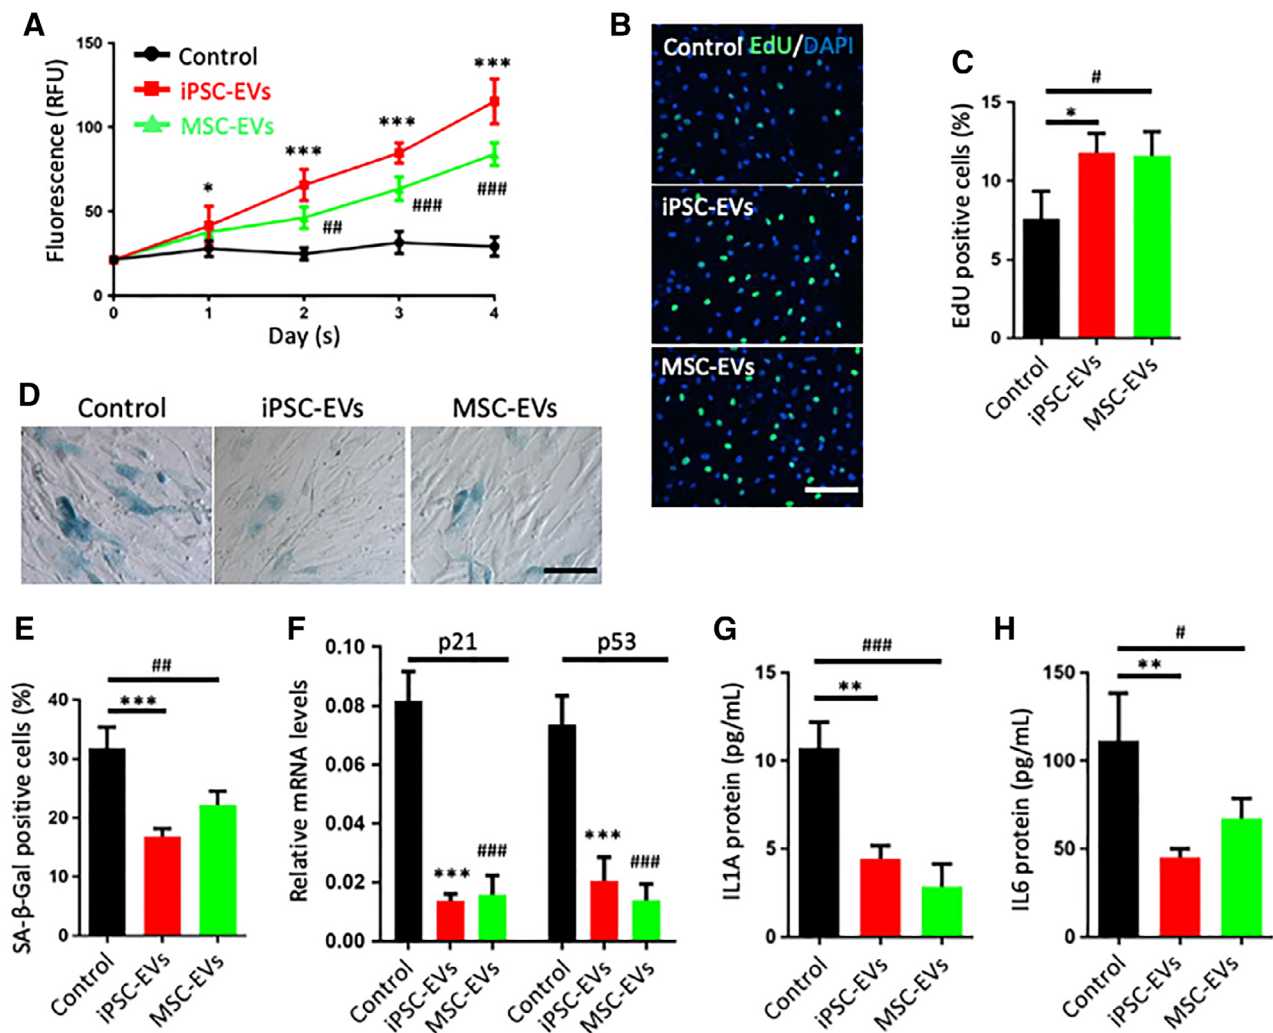 A
150
100
50
0
Fluorescence (RFU)
Control
iPSC-EVs
MSC-EVs
*
***
***
***
##
###
###
0 1 2 3 4
Day (s)
B
Control EdU/DAPI
iPSC-EVs
MSC-EVs
C
#
*
15
10
5
0
EdU positive cells (%)
Control
iPSC-EVs
MSC-EVs
D
Control iPSC-EVs MSC-EVs
E
##
***
40
30
20
10
0
SA-β-Gal positive cells (%)
Control
iPSC-EVs
MSC-EVs
F
p21 p53
0.10
0.08
0.06
0.04
0.02
0.00
Relative mRNA levels
***
###
***
###
Control
iPSC-EVs
MSC-EVs
Control
iPSC-EVs
MSC-EVs
G
###
**
15
10
5
0
IL1A protein (pg/mL)
Control
iPSC-EVs
MSC-EVs
H
#
**
150
100
50
0
IL6 protein (pg/mL)
Control
iPSC-EVs
MSC-EVs